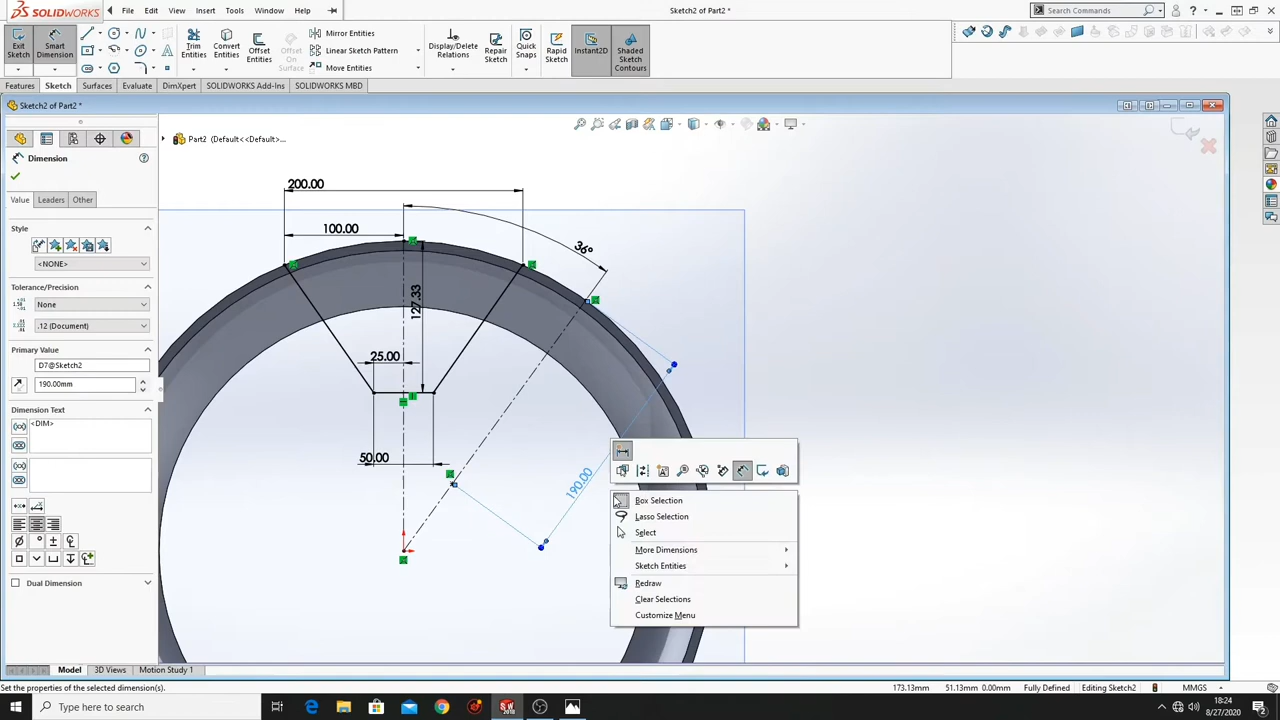 SOLIDWORKS
File Edit View Insert Tools Window Help
Sketch2 of Part2 *
Search Commands
Exit Sketch
Smart Dimension
Trim Entities
Convert Entities
Offset Entities
Offset On Surface
Mirror Entities
Linear Sketch Pattern
Move Entities
Display/Delete Relations
Repair Sketch
Quick Snaps
Rapid Sketch
Instant2D
Shaded Sketch Contours
Features Sketch Surfaces Evaluate DimXpert SOLIDWORKS Add-Ins SOLIDWORKS MBD
Sketch2 of Part2 *
Part2 (Default<<Default>...
Dimension
Value Leaders Other
Style
<NONE>
Tolerance/Precision
None
.12 (Document)
Primary Value
D7@Sketch2
190.00mm
Dimension Text
<DIM>
Dual Dimension
200.00
100.00
36°
127.33
25.00
50.00
190.00
Box Selection
Lasso Selection
Select
More Dimensions
Sketch Entities
Redraw
Clear Selections
Customize Menu
Model 3D Views Motion Study 1
Set the properties of the selected dimension(s).
173.13mm 51.13mm 0.00mm Fully Defined Editing Sketch2 MMGS
Type here to search
18:24
8/27/2020